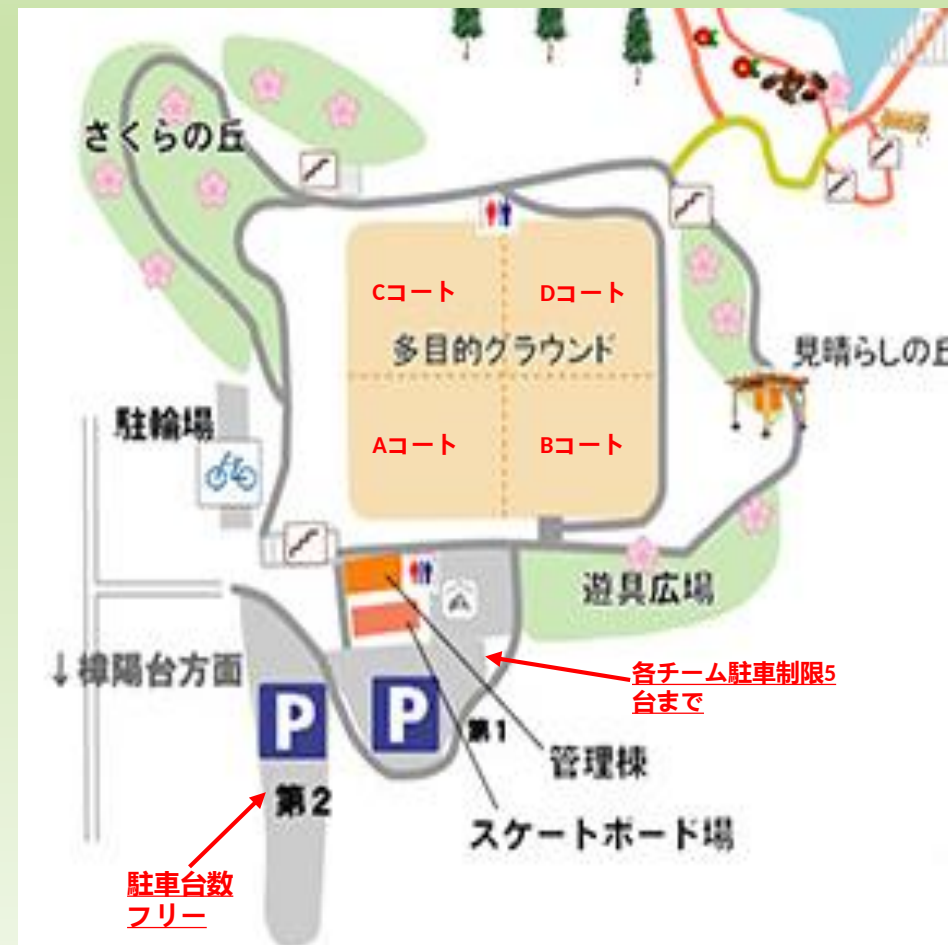 さくらの丘
Cコート
Dコート
多目的グラウンド
見晴らしの丘
駐輪場
Aコート
Bコート
遊具広場
↓樟陽台方面
各チーム駐車制限5
台まで
P
P
第1
管理棟
第2
スケートボード場
駐車台数
フリー